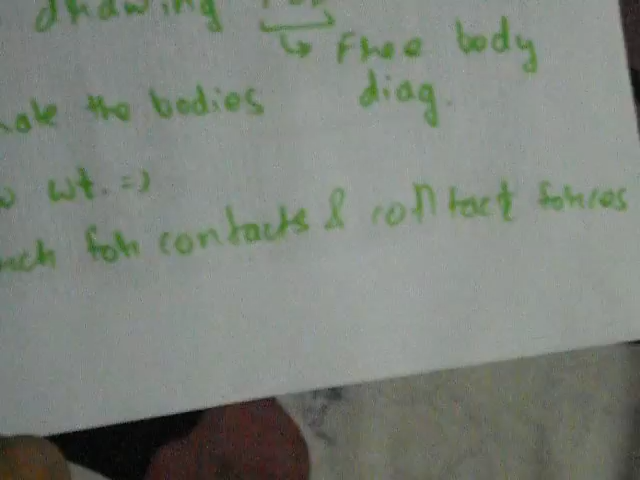 drawing
↳ Free body
the bodies diag.
wt. =>
for contacts & contact forces